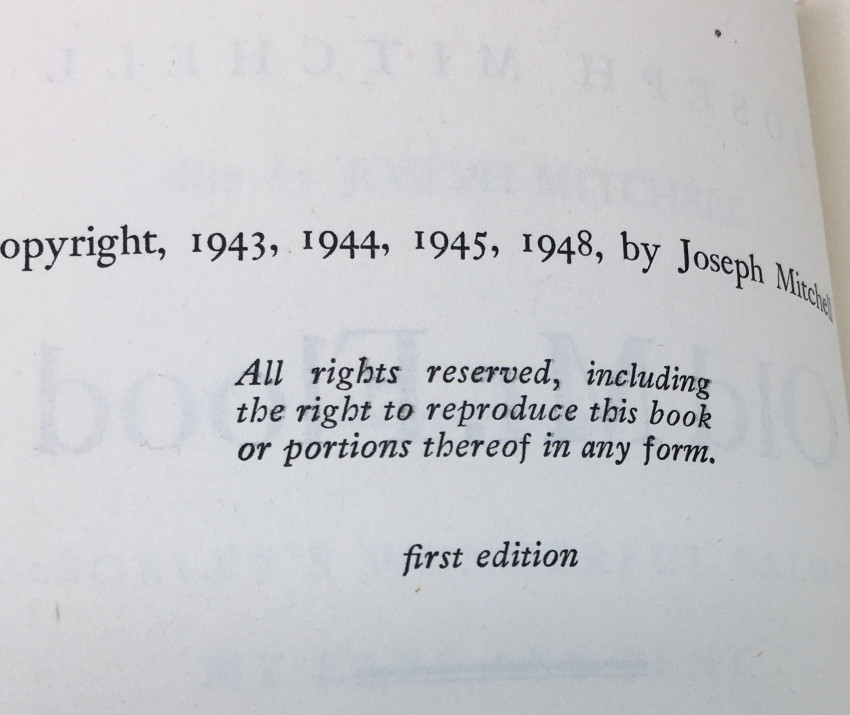 opyright, 1943, 1944, 1945, 1948, by Joseph Mitchell
All rights reserved, including
the right to reproduce this book
or portions thereof in any form.
first edition